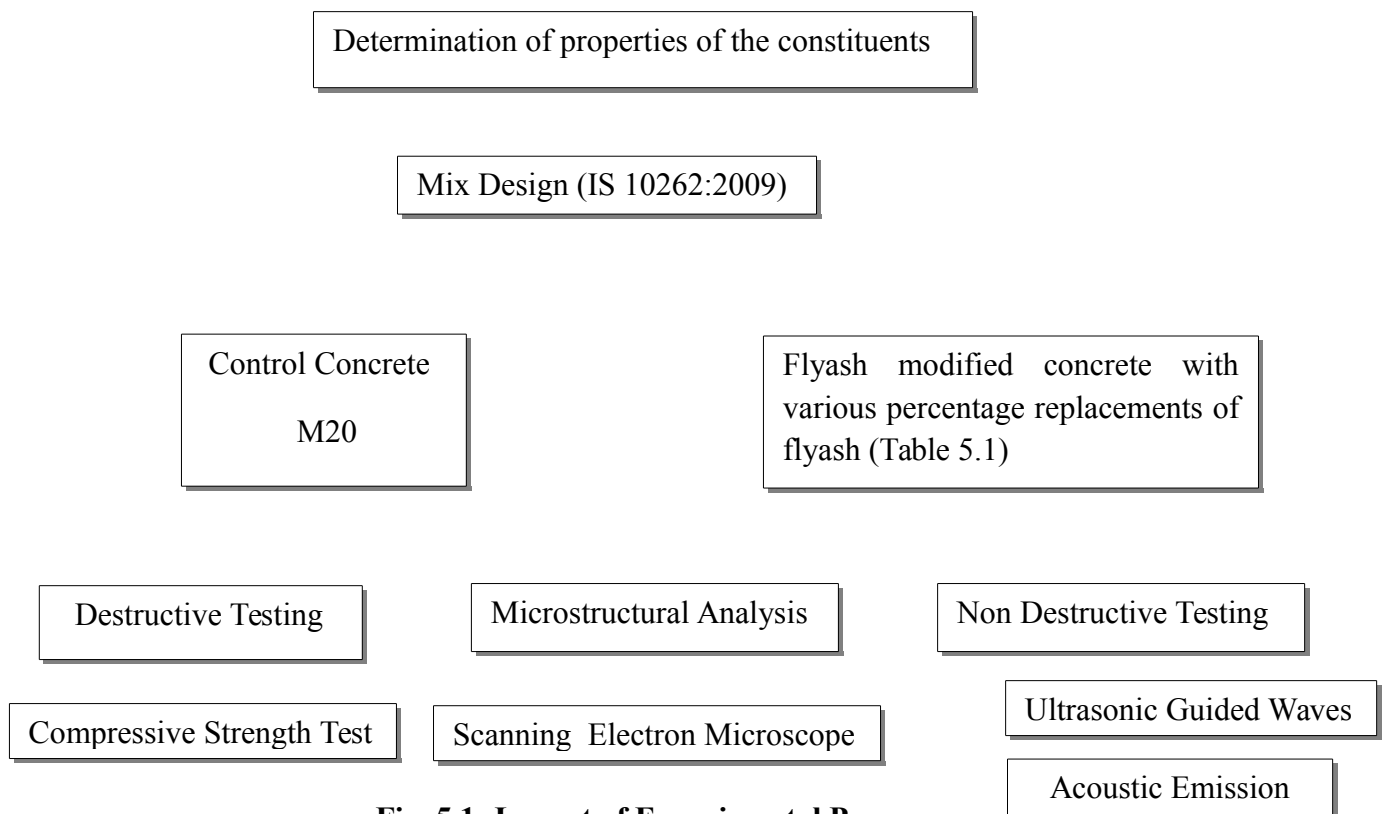 Determination of properties of the constituents
Mix Design (IS 10262:2009)
Control Concrete
M20
Flyash modified concrete with
various percentage replacements of
flyash (Table 5.1)
Destructive Testing
Microstructural Analysis
Non Destructive Testing
Compressive Strength Test
Scanning Electron Microscope
Ultrasonic Guided Waves
Acoustic Emission